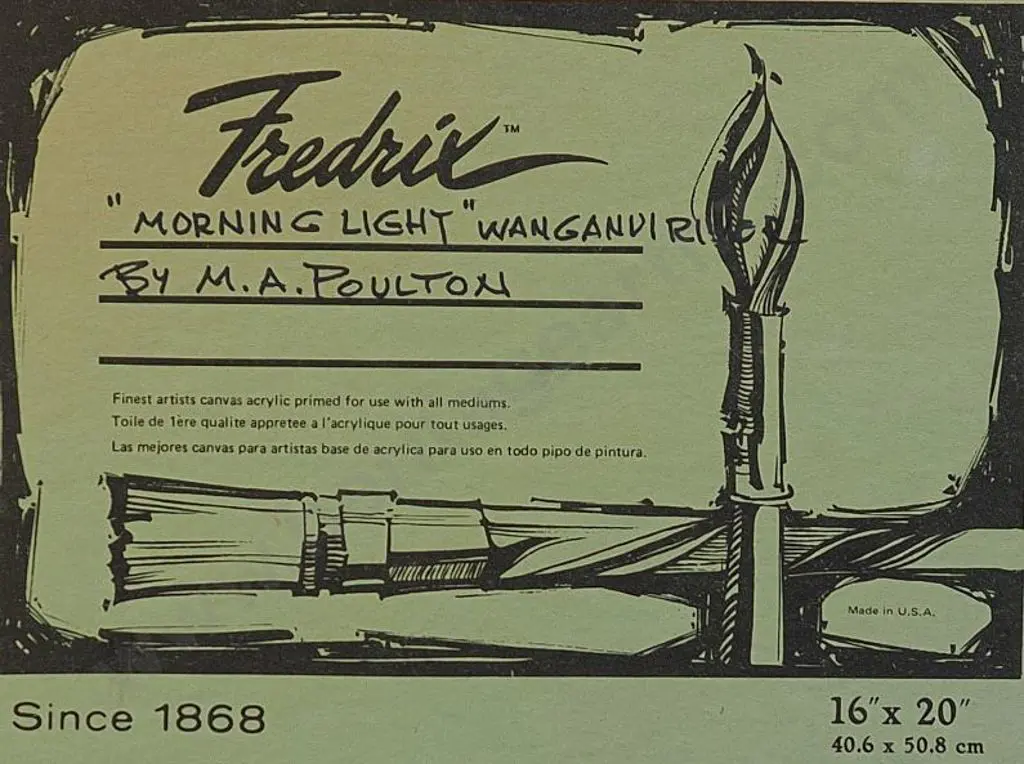 Fredrix™
"MORNING LIGHT" WANGANUI RIVER
BY M.A. POULTON
Finest artists canvas acrylic primed for use with all mediums.
Toile de 1ère qualite appretee a l'acrylique pour tout usages.
Las mejores canvas para artistas base de acrylica para uso en todo pipo de pintura.
Made in U.S.A.
Since 1868
16" x 20"
40.6 x 50.8 cm